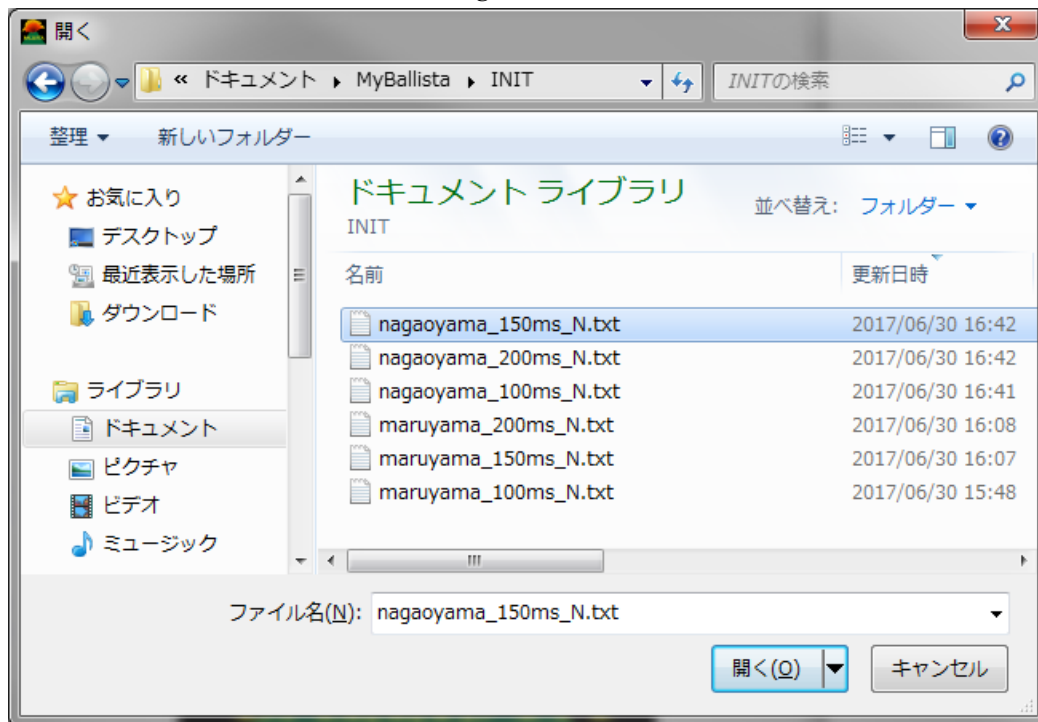 開く
« ドキュメント ▸ MyBallista ▸ INIT
INITの検索
整理 ▼ 新しいフォルダー
お気に入り
デスクトップ
最近表示した場所
ダウンロード
ライブラリ
ドキュメント
ピクチャ
ビデオ
ミュージック
ドキュメント ライブラリ
INIT
並べ替え: フォルダー ▼
名前 更新日時
nagaoyama_150ms_N.txt 2017/06/30 16:42
nagaoyama_200ms_N.txt 2017/06/30 16:42
nagaoyama_100ms_N.txt 2017/06/30 16:41
maruyama_200ms_N.txt 2017/06/30 16:08
maruyama_150ms_N.txt 2017/06/30 16:07
maruyama_100ms_N.txt 2017/06/30 15:48
ファイル名(N): nagaoyama_150ms_N.txt
開く(O) キャンセル